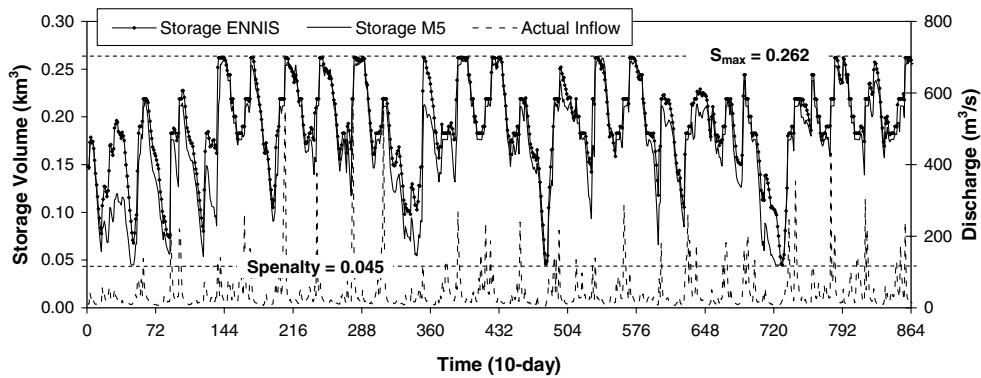 0.30
0.25
0.20
0.15
0.10
0.05
0.00
Storage Volume (km³)
Storage ENNIS
Storage M5
Actual Inflow
Smax = 0.262
Spenalty = 0.045
800
600
400
200
0
Discharge (m³/s)
0 72 144 216 288 360 432 504 576 648 720 792 864
Time (10-day)